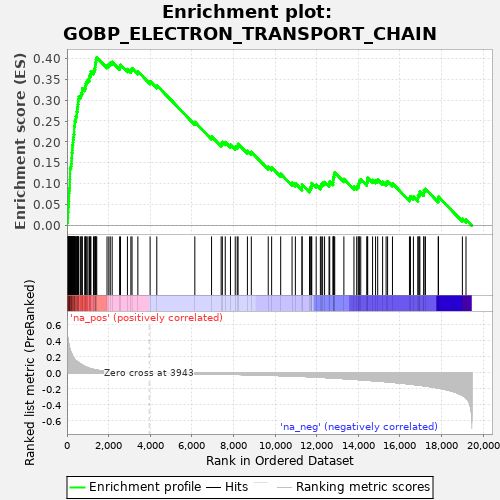 Enrichment plot:
GOBP_ELECTRON_TRANSPORT_CHAIN
Enrichment score (ES)
0.40
0.35
0.30
0.25
0.20
0.15
0.10
0.05
0.00
'na_pos' (positively correlated)
Ranked list metric (PreRanked)
0.6
0.4
0.2
0.0
-0.2
-0.4
-0.6
Zero cross at 3943
'na_neg' (negatively correlated)
0
2,000
4,000
6,000
8,000
10,000
12,000
14,000
16,000
18,000
20,000
Rank in Ordered Dataset
Enrichment profile
Hits
Ranking metric scores